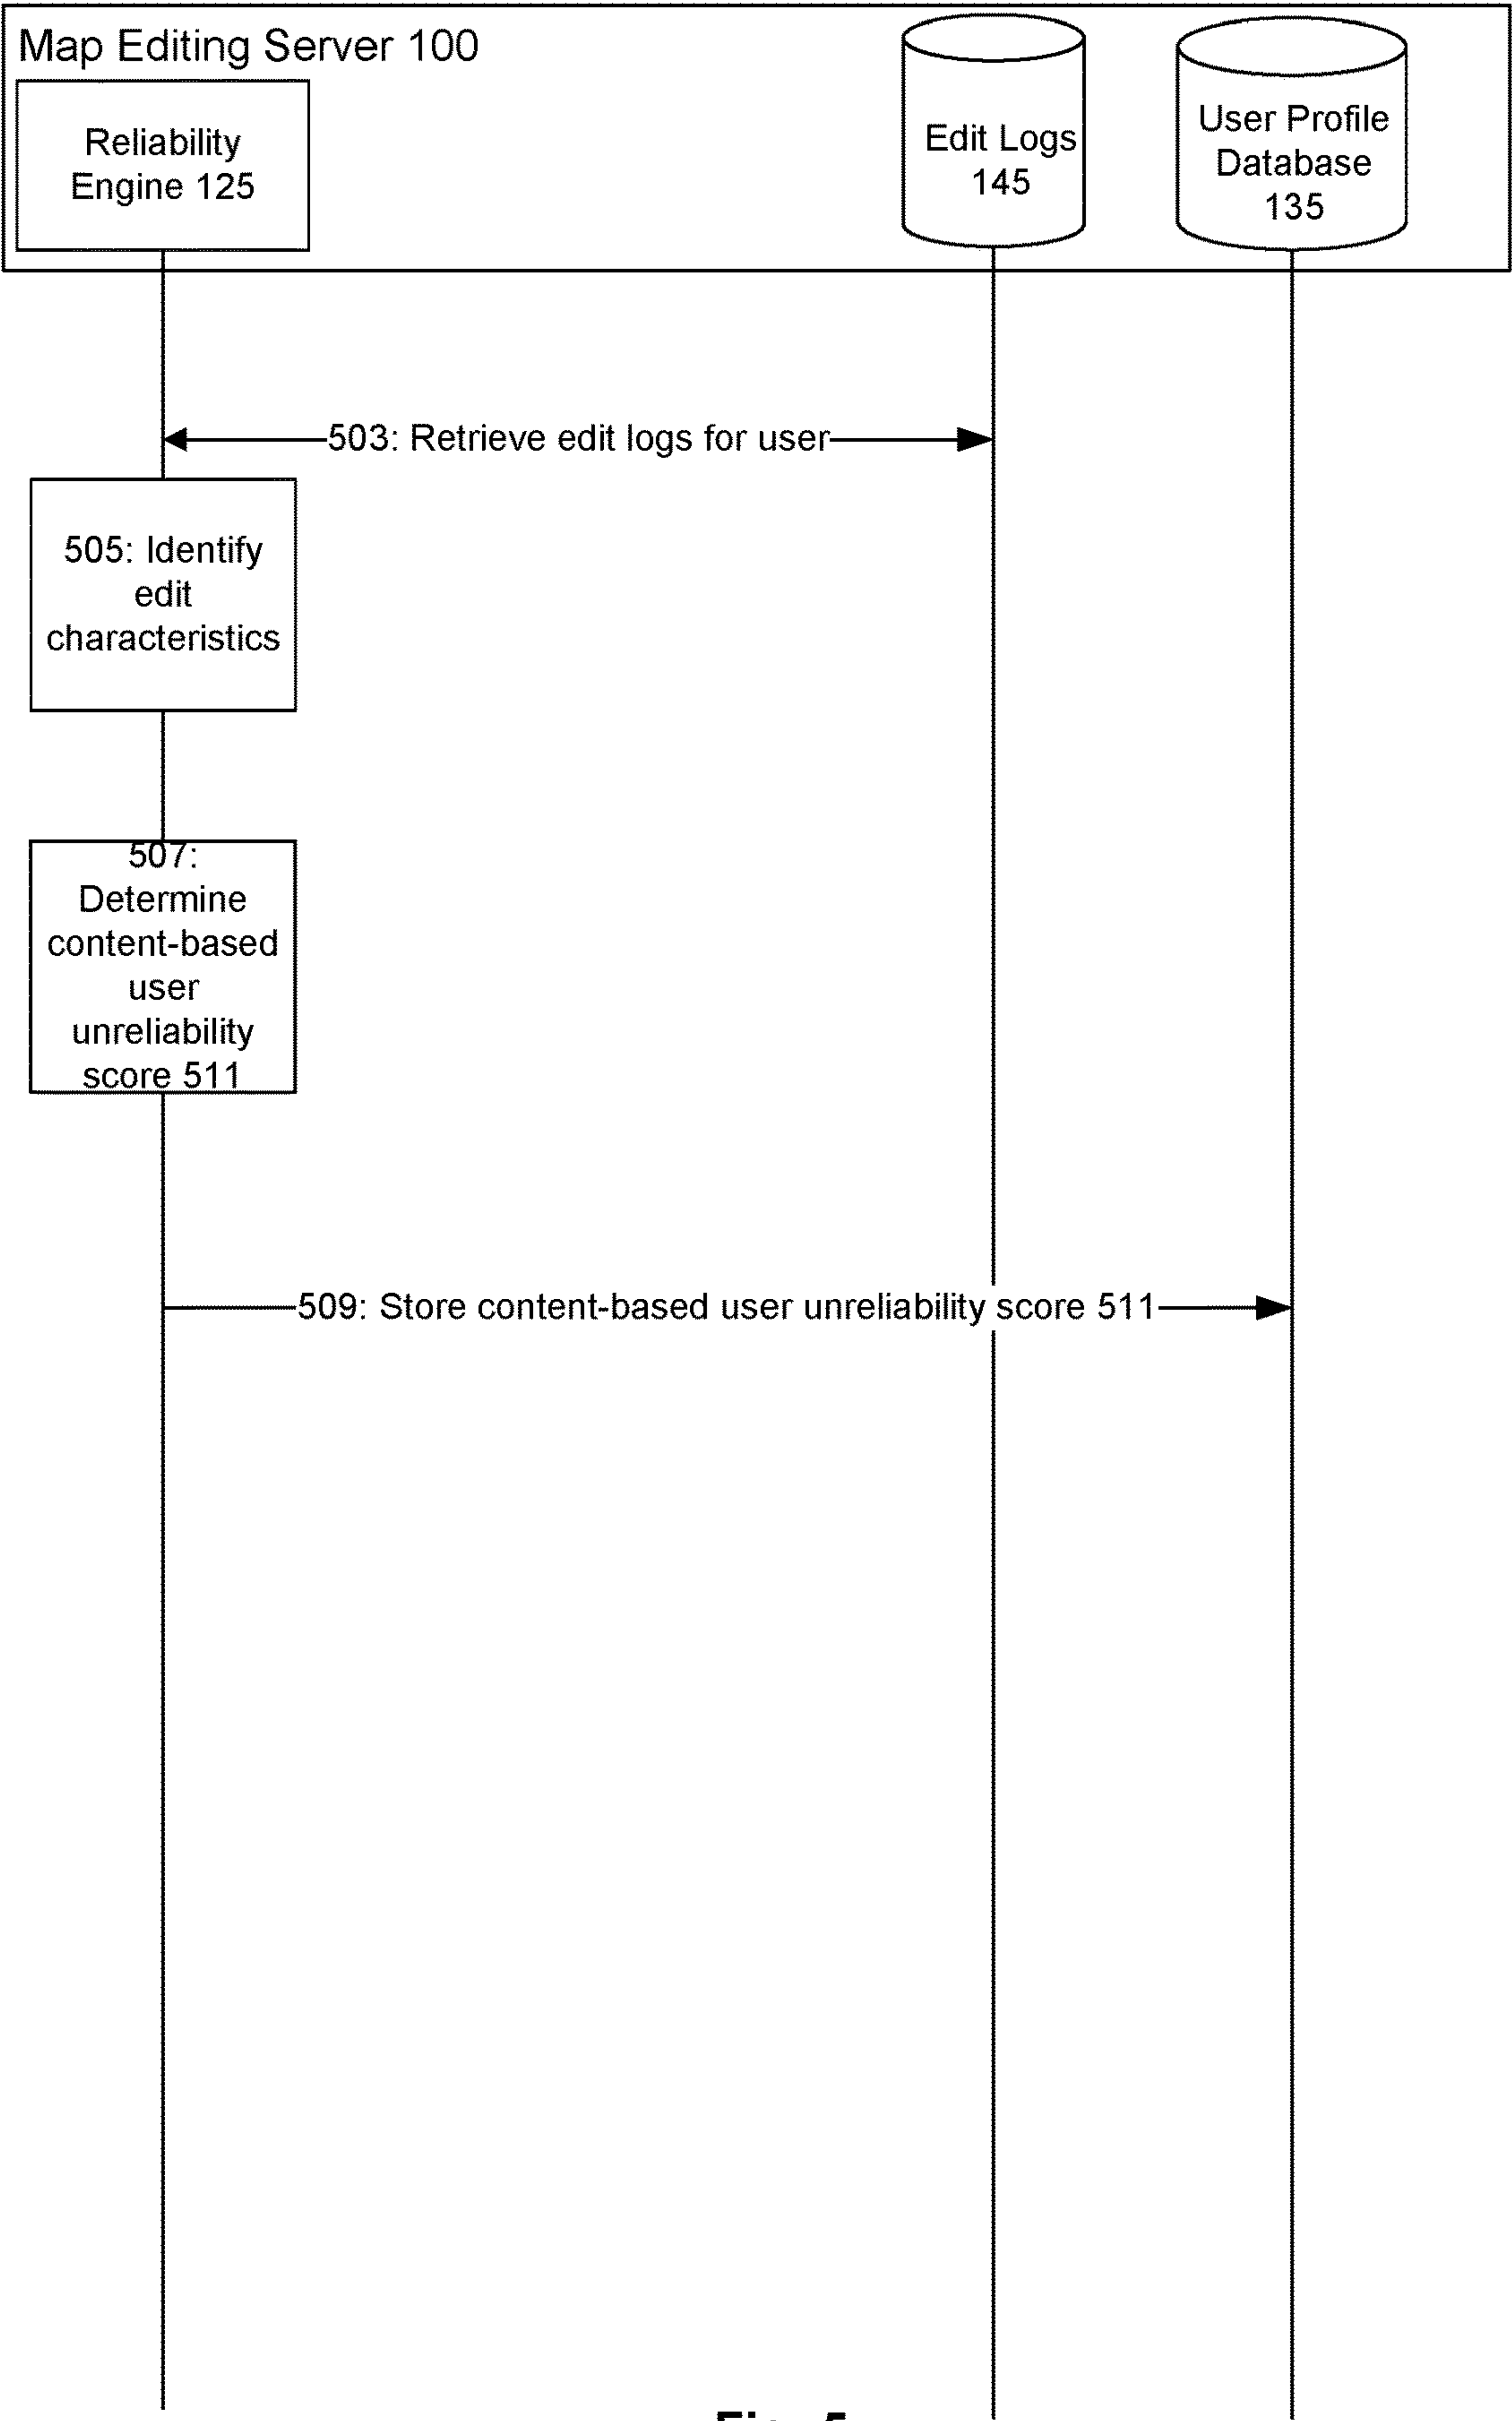 Map Editing Server 100
Reliability
Engine 125
Edit Logs
145
User Profile
Database
135
503: Retrieve edit logs for user
505: Identify
edit
characteristics
507:
Determine
content-based
user
unreliability
score 511
509: Store content-based user unreliability score 511